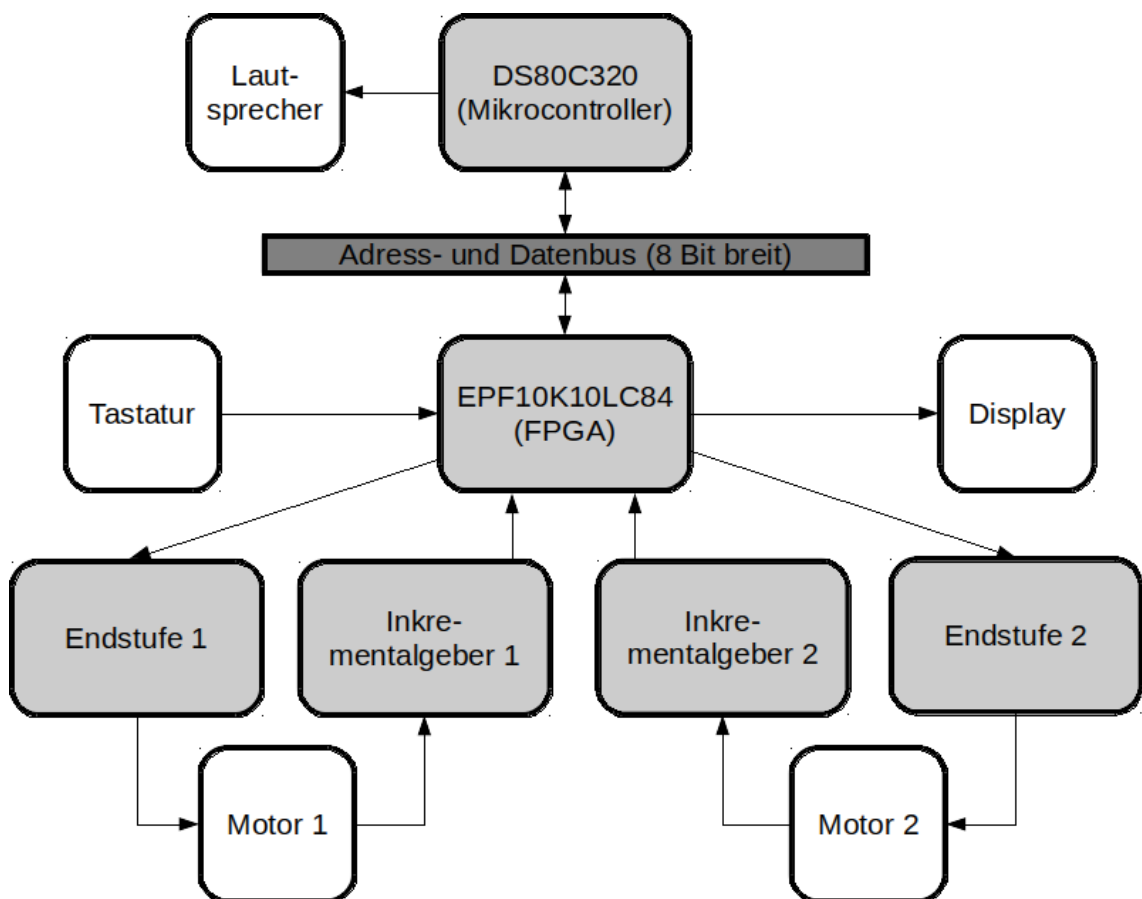 Laut-
sprecher
DS80C320
(Mikrocontroller)
Adress- und Datenbus (8 Bit breit)
Tastatur
EPF10K10LC84
(FPGA)
Display
Endstufe 1
Inkre-
mentalgeber 1
Inkre-
mentalgeber 2
Endstufe 2
Motor 1
Motor 2